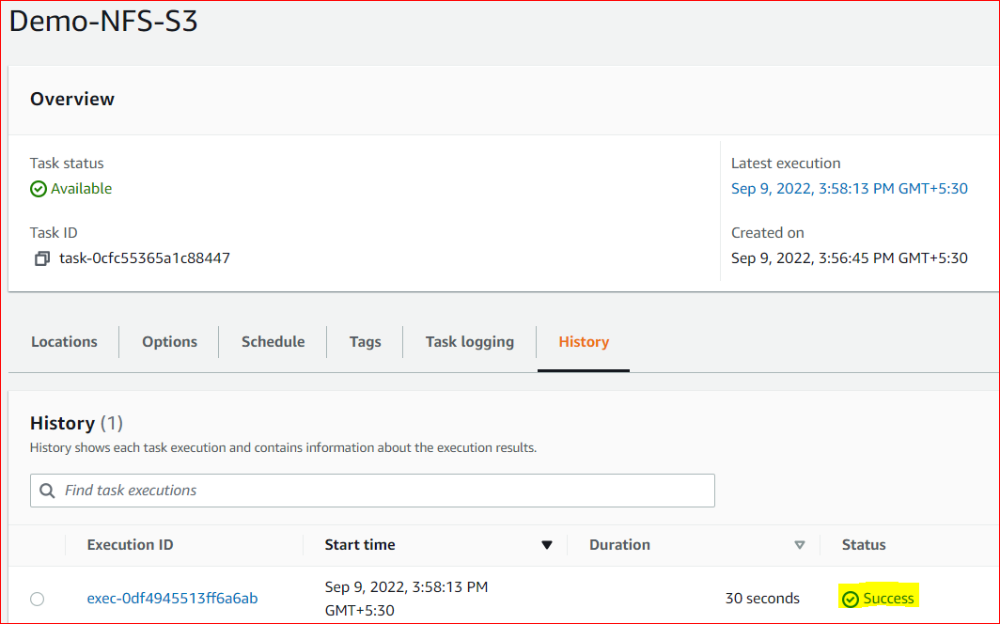 Demo-NFS-S3
Overview
Task status
Available
Latest execution
Sep 9, 2022, 3:58:13 PM GMT+5:30
Task ID
task-0cfc55365a1c88447
Created on
Sep 9, 2022, 3:56:45 PM GMT+5:30
Locations
Options
Schedule
Tags
Task logging
History
History (1)
History shows each task execution and contains information about the execution results.
Find task executions
Execution ID
Start time
Duration
Status
exec-0df4945513ff6a6ab
Sep 9, 2022, 3:58:13 PM
GMT+5:30
30 seconds
Success